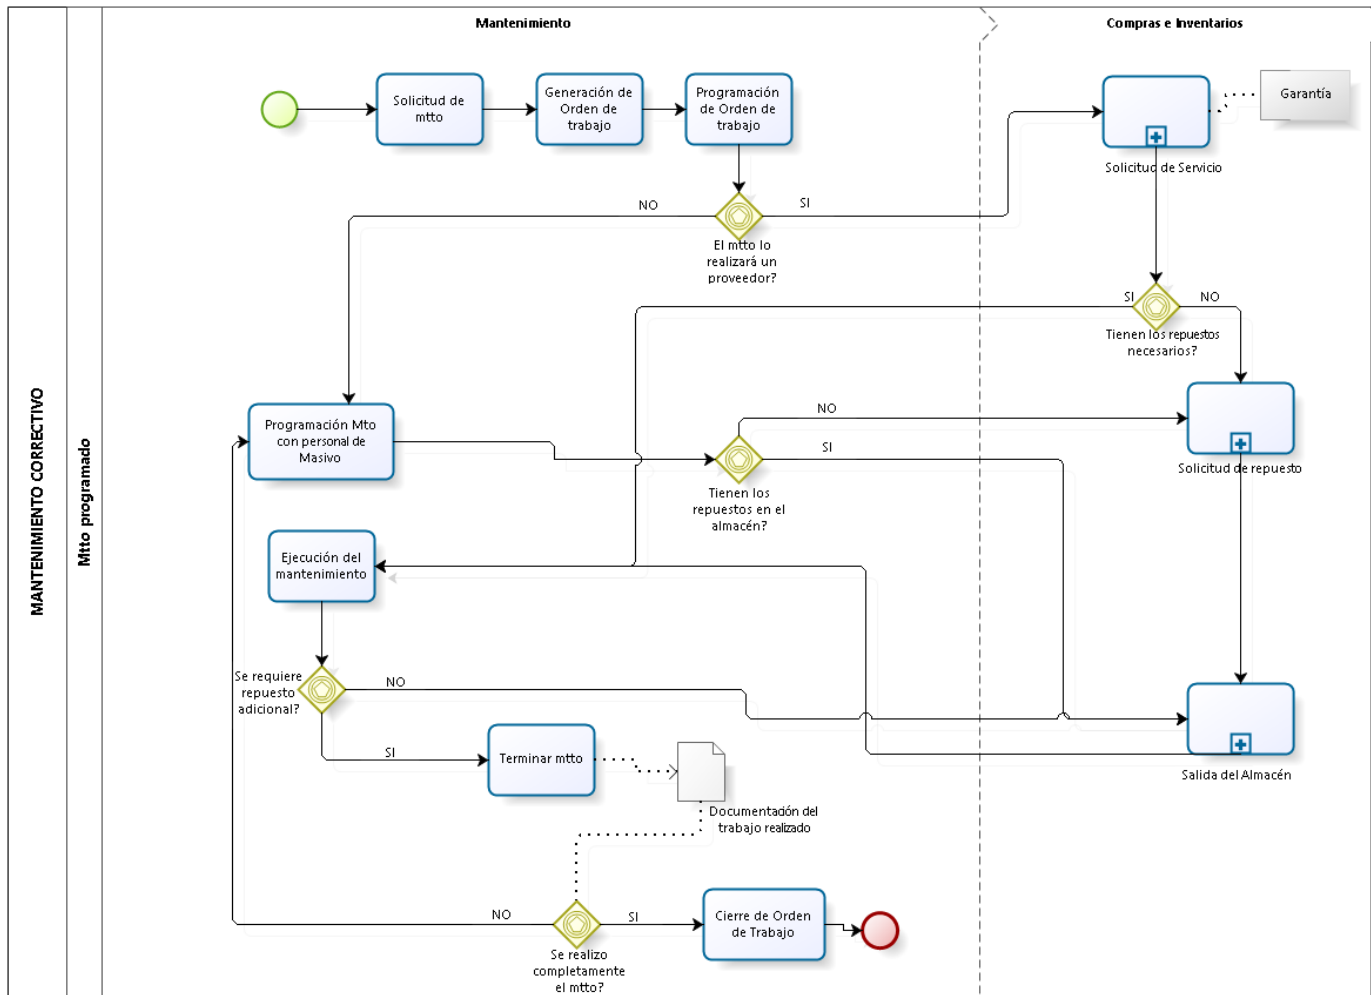 Mantenimiento
Compras e Inventarios
MANTENIMIENTO CORRECTIVO
Mtto programado
Solicitud de
mtto
Generación de
Orden de
trabajo
Programación
de Orden de
trabajo
Garantía
Solicitud de Servicio
NO
SI
El mtto lo
realizará un
proveedor?
SI
NO
Tienen los repuestos
necesarios?
Programación Mto
con personal de
Masivo
NO
SI
Tienen los
repuestos en el
almacén?
Solicitud de repuesto
Ejecución del
mantenimiento
Se requiere
repuesto
adicional?
NO
SI
Terminar mtto
Documentación del
trabajo realizado
Salida del Almacén
NO
SI
Se realizo
completamente
el mtto?
Cierre de Orden
de Trabajo